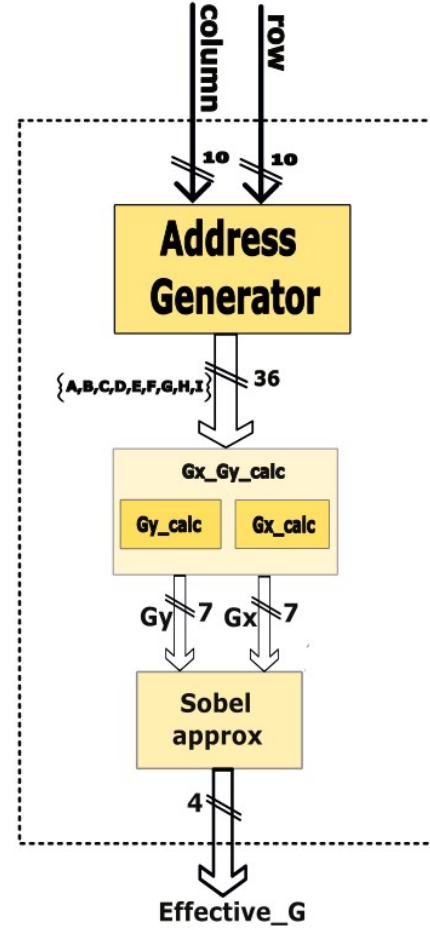 column
row
10
10
Address
Generator
{A,B,C,D,E,F,G,H,I}
36
Gx_Gy_calc
Gy_calc
Gx_calc
Gy
7
Gx
7
Sobel
approx
4
Effective_G